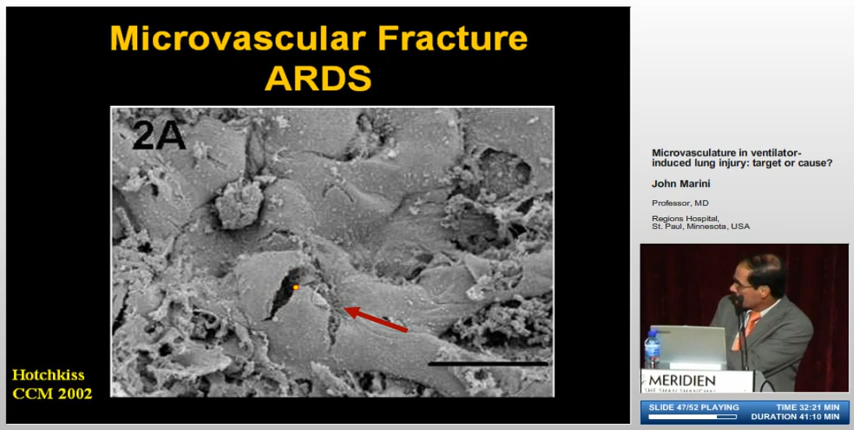 Microvascular Fracture
ARDS
2A
Hotchkiss
CCM 2002
Microvasculature in ventilator-
induced lung injury: target or cause?
John Marini
Professor, MD
Regions Hospital,
St. Paul, Minnesota, USA
MERIDIEN
SLIDE 47/52 PLAYING
TIME 32:21 MIN
DURATION 41:10 MIN